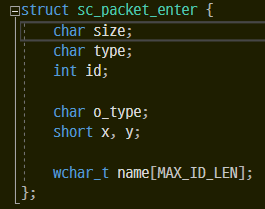 struct sc_packet_enter {
char size;
char type;
int id;
char o_type;
short x, y;
wchar_t name[MAX_ID_LEN];
};